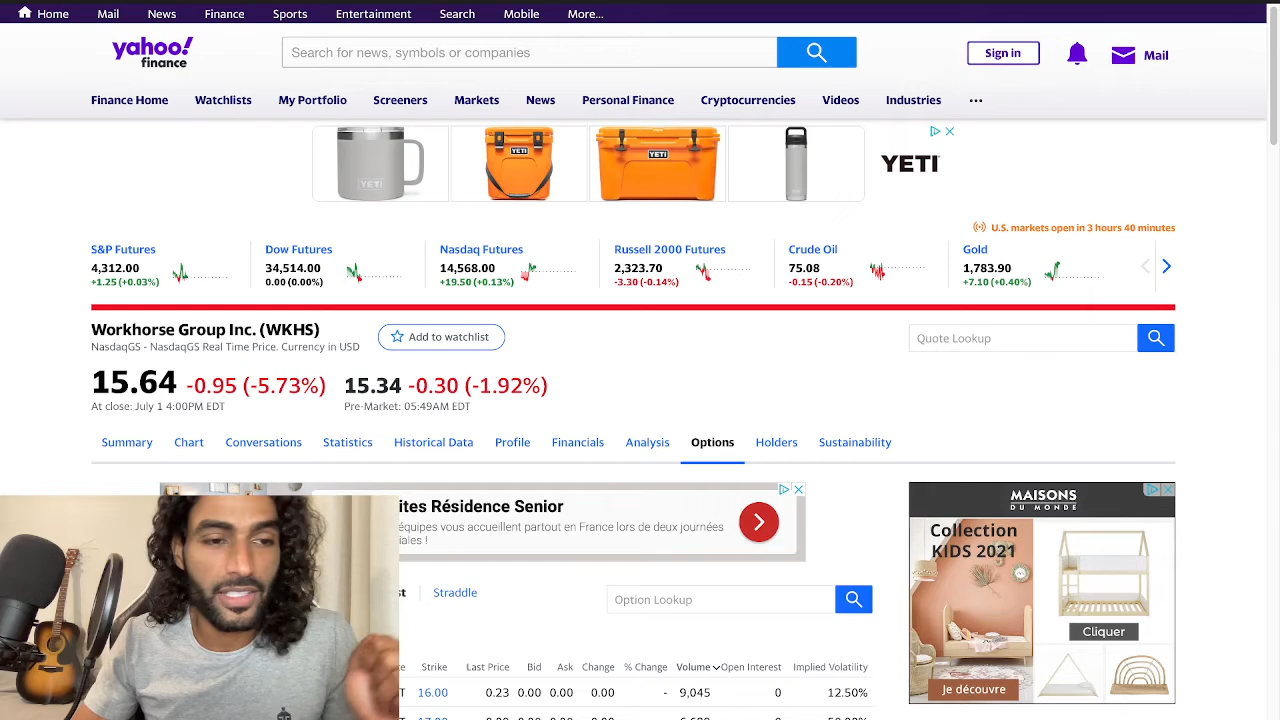 Home Mail News Finance Sports Entertainment Search Mobile More...
yahoo!
finance
Search for news, symbols or companies
Sign in
Mail
Finance Home Watchlists My Portfolio Screeners Markets News Personal Finance Cryptocurrencies Videos Industries ...
YETI YETI YETI YETI
U.S. markets open in 3 hours 40 minutes
S&P Futures Dow Futures Nasdaq Futures Russell 2000 Futures Crude Oil Gold
4,312.00 34,514.00 14,568.00 2,323.70 75.08 1,783.90
+1.25 (+0.03%) 0.00 (0.00%) +19.50 (+0.13%) -3.30 (-0.14%) -0.15 (-0.20%) +7.10 (+0.40%)
Workhorse Group Inc. (WKHS)
Add to watchlist
Quote Lookup
NasdaqGS - NasdaqGS Real Time Price. Currency in USD
15.64 -0.95 (-5.73%) 15.34 -0.30 (-1.92%)
At close: July 1 4:00PM EDT Pre-Market: 05:49AM EDT
Summary Chart Conversations Statistics Historical Data Profile Financials Analysis Options Holders Sustainability
ites Résidence Senior
équipes vous accueillent partout en France lors de deux journées
iales !
MAISONS
DU MONDE
Collection
KIDS 2021
Cliquer
Je découvre
st Straddle
Option Lookup
Strike Last Price Bid Ask Change % Change Volume Open Interest Implied Volatility
T 16.00 0.23 0.00 0.00 0.00 - 9,045 0 12.50%